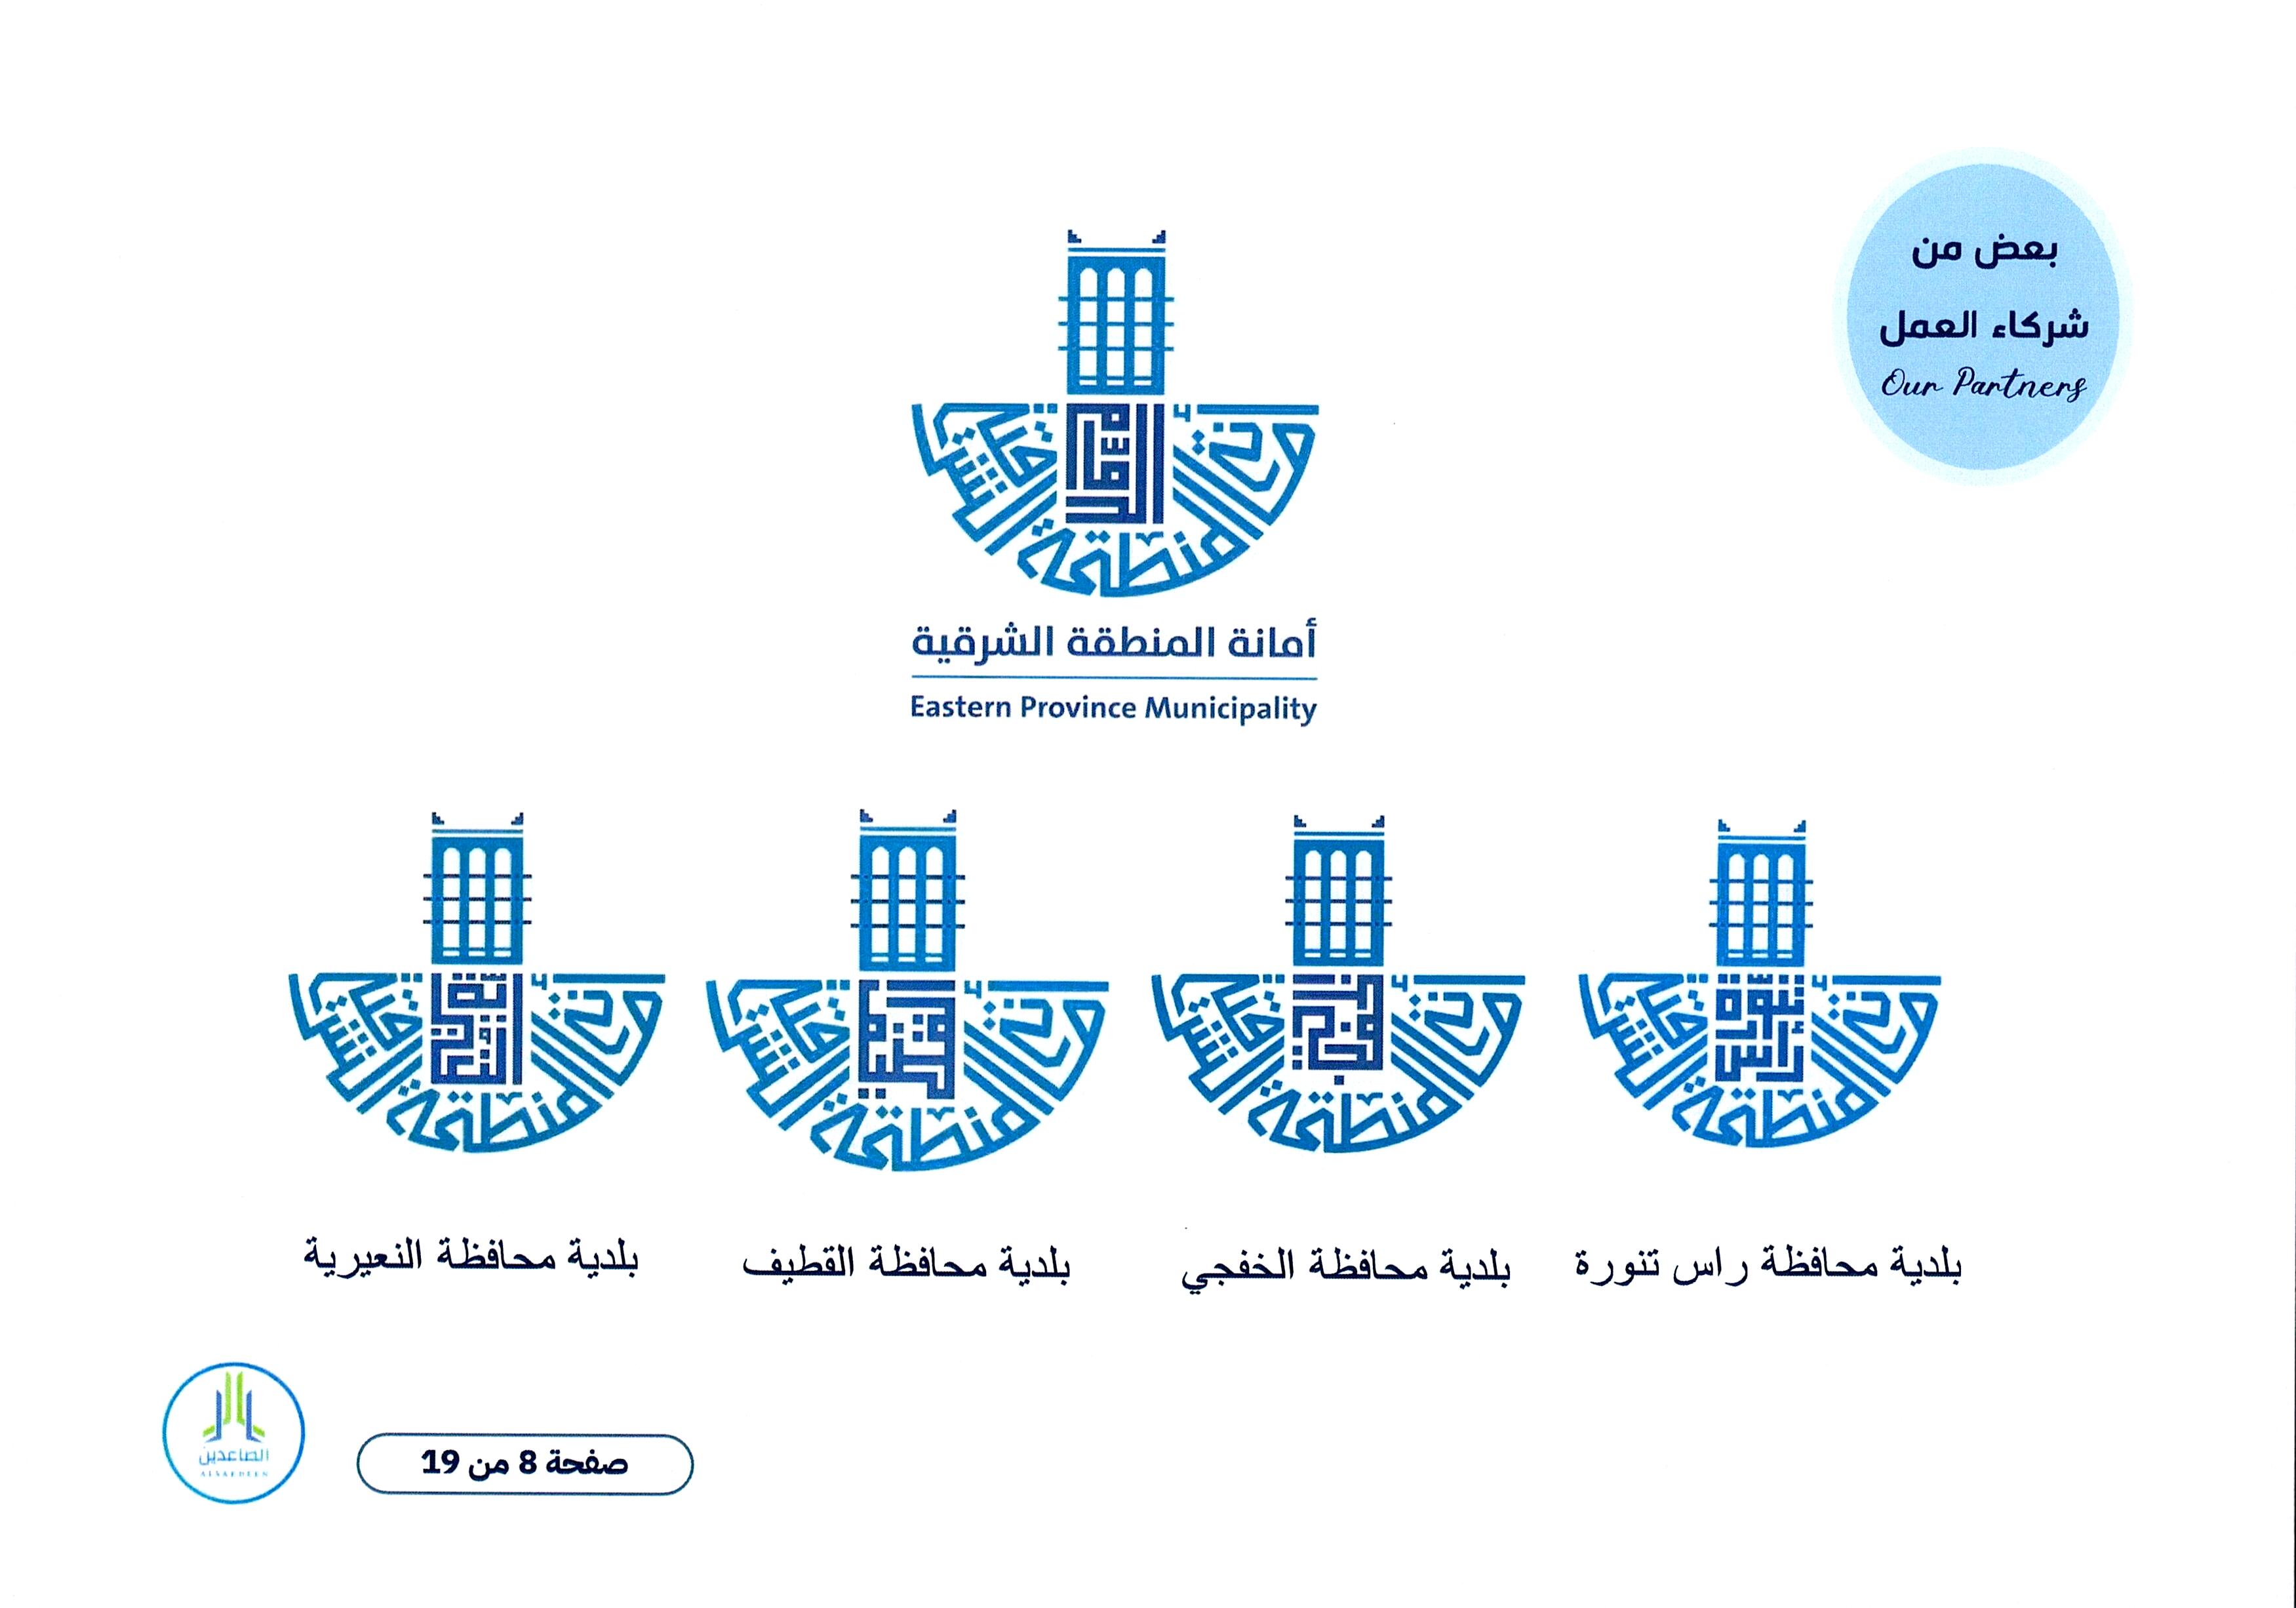 بعض من
شركاء العمل
Our Partners
أمانة المنطقة الشرقية
Eastern Province Municipality
بلدية محافظة راس تنورة
بلدية محافظة الخفجي
بلدية محافظة القطيف
بلدية محافظة النعيرية
صفحة 8 من 19
الصاعدين
ALSAEDEEN